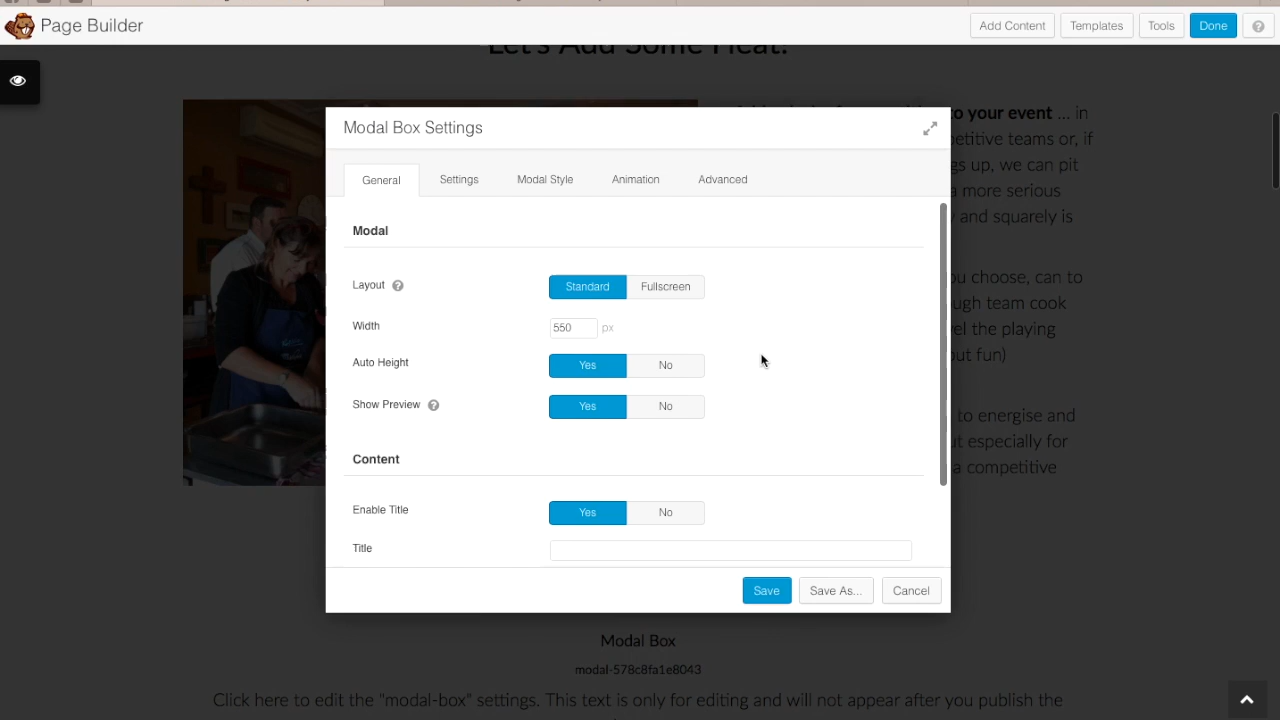 Page Builder
Add Content
Templates
Tools
Done
Let's Add Some Heat!
Modal Box Settings
General
Settings
Modal Style
Animation
Advanced
Modal
Layout
Standard
Fullscreen
Width
550
px
Auto Height
Yes
No
Show Preview
Yes
No
Content
Enable Title
Yes
No
Title
Save
Save As...
Cancel
to your event ... in
petitive teams or, if
gs up, we can pit
a more serious
and squarely is
ou choose, can to
ugh team cook
el the playing
out fun)
to energise and
ut especially for
a competitive
Modal Box
modal-578c8fa1e8043
Click here to edit the "modal-box" settings. This text is only for editing and will not appear after you publish the